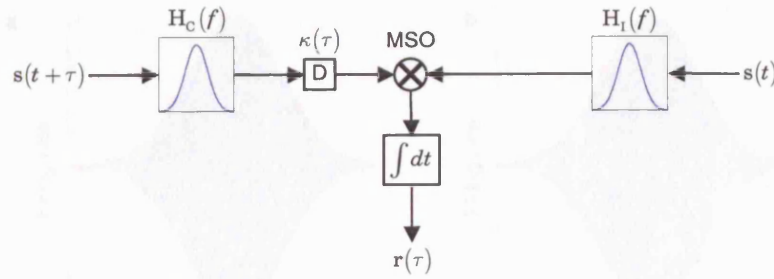 H_C(f)
κ(τ)
MSO
H_I(f)
s(t + τ)
D
s(t)
∫dt
r(τ)